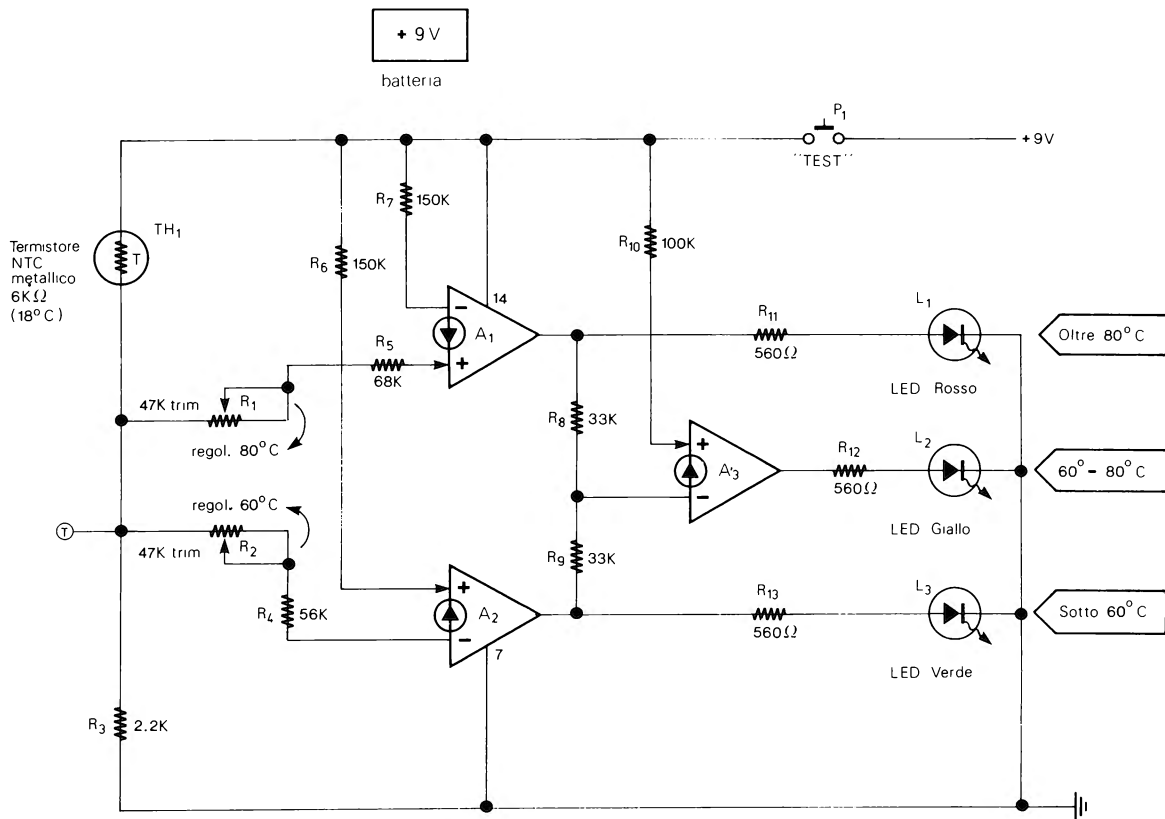 + 9 V
batteria
P1
"TEST"
+9V
R7
150K
TH1
Termistore
NTC
metallico
6KΩ
(18°C)
T
R6
150K
R10
100K
14
−
A1
+
R5
68K
R11
560Ω
L1
LED Rosso
Oltre 80°C
47K trim
R1
regol. 80°C
R8
33K
+
A3
−
R12
560Ω
L2
LED Giallo
60°- 80°C
regol. 60°C
T
47K trim
R2
R9
33K
R4
56K
+
A2
−
7
R13
560Ω
L3
LED Verde
Sotto 60°C
R3
2.2K